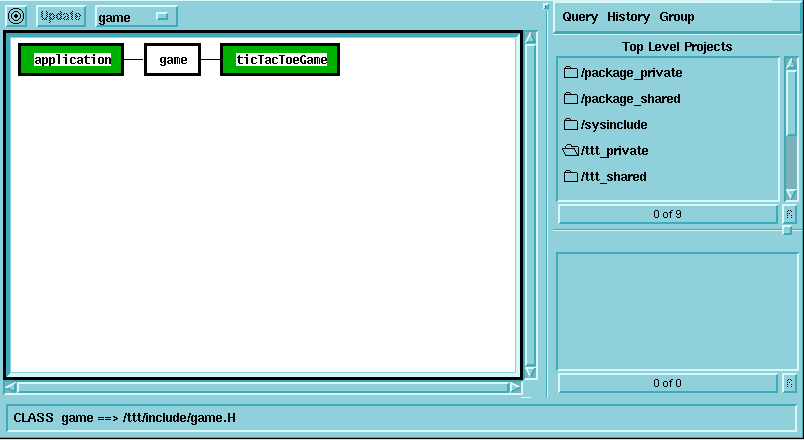 Update game
Query History Group
application game ticTacToeGame
Top Level Projects
/package_private
/package_shared
/sysinclude
/ttt_private
/ttt_shared
0 of 9
0 of 0
CLASS game ==> /ttt/include/game.H